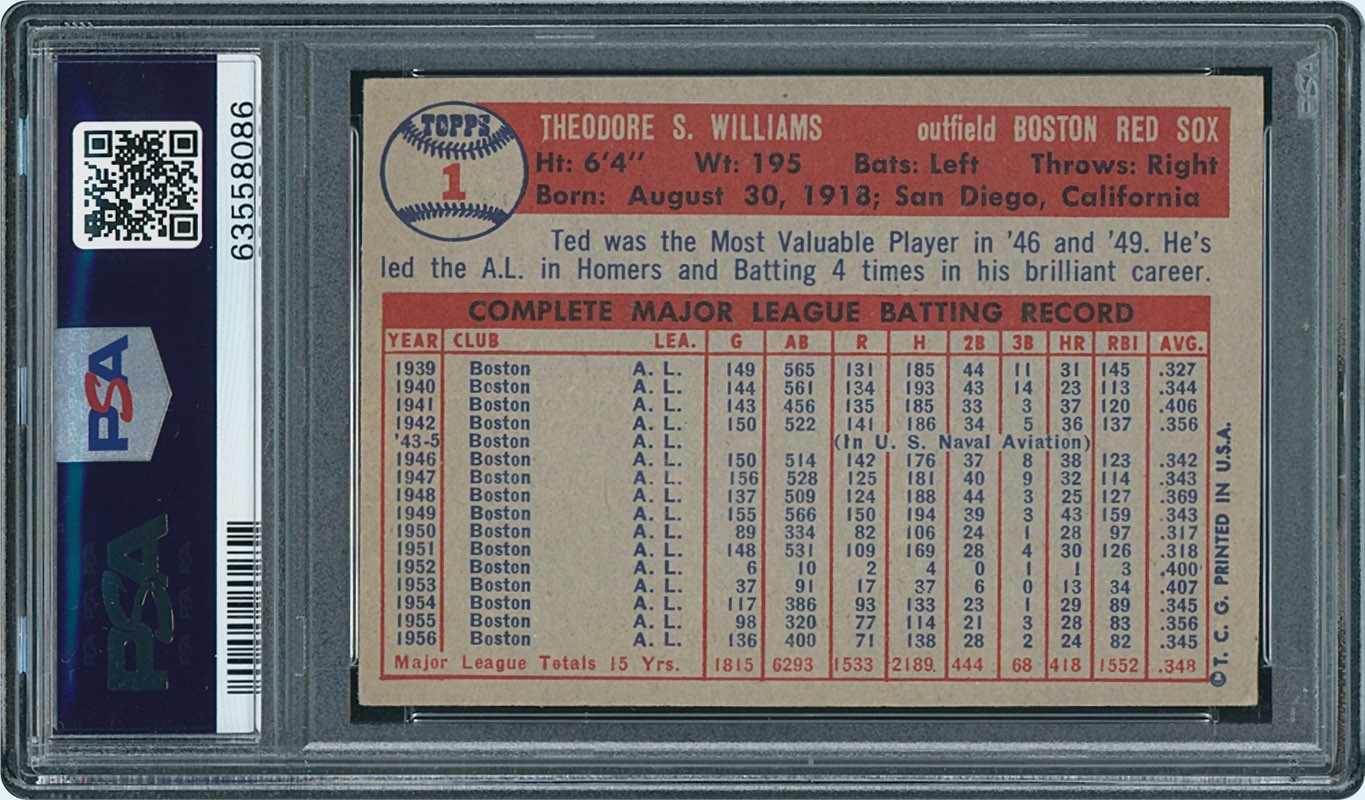 63558086
PSA
PSA
PSA
TOPPS
1
THEODORE S. WILLIAMS outfield BOSTON RED SOX
Ht: 6'4'' Wt: 195 Bats: Left Throws: Right
Born: August 30, 1918; San Diego, California
Ted was the Most Valuable Player in '46 and '49. He's
led the A.L. in Homers and Batting 4 times in his brilliant career.
COMPLETE MAJOR LEAGUE BATTING RECORD
YEAR CLUB LEA. G AB R H 2B 3B HR RBI AVG.
1939 Boston A. L. 149 565 131 185 44 11 31 145 .327
1940 Boston A. L. 144 561 134 193 43 14 23 113 .344
1941 Boston A. L. 143 456 135 185 33 3 37 120 .406
1942 Boston A. L. 150 522 141 186 34 5 36 137 .356
'43-5 Boston A. L. (In U. S. Naval Aviation)
1946 Boston A. L. 150 514 142 176 37 8 38 123 .342
1947 Boston A. L. 156 528 125 181 40 9 32 114 .343
1948 Boston A. L. 137 509 124 188 44 3 25 127 .369
1949 Boston A. L. 155 566 150 194 39 3 43 159 .343
1950 Boston A. L. 89 334 82 106 24 1 28 97 .317
1951 Boston A. L. 148 531 109 169 28 4 30 126 .318
1952 Boston A. L. 6 10 2 4 0 1 1 3 .400
1953 Boston A. L. 37 91 17 37 6 0 13 34 .407
1954 Boston A. L. 117 386 93 133 23 1 29 89 .345
1955 Boston A. L. 98 320 77 114 21 3 28 83 .356
1956 Boston A. L. 136 400 71 138 28 2 24 82 .345
Major League Totals 15 Yrs. 1815 6293 1533 2189. 444 68 418 1552 .348
© T. C. G. PRINTED IN U.S.A.